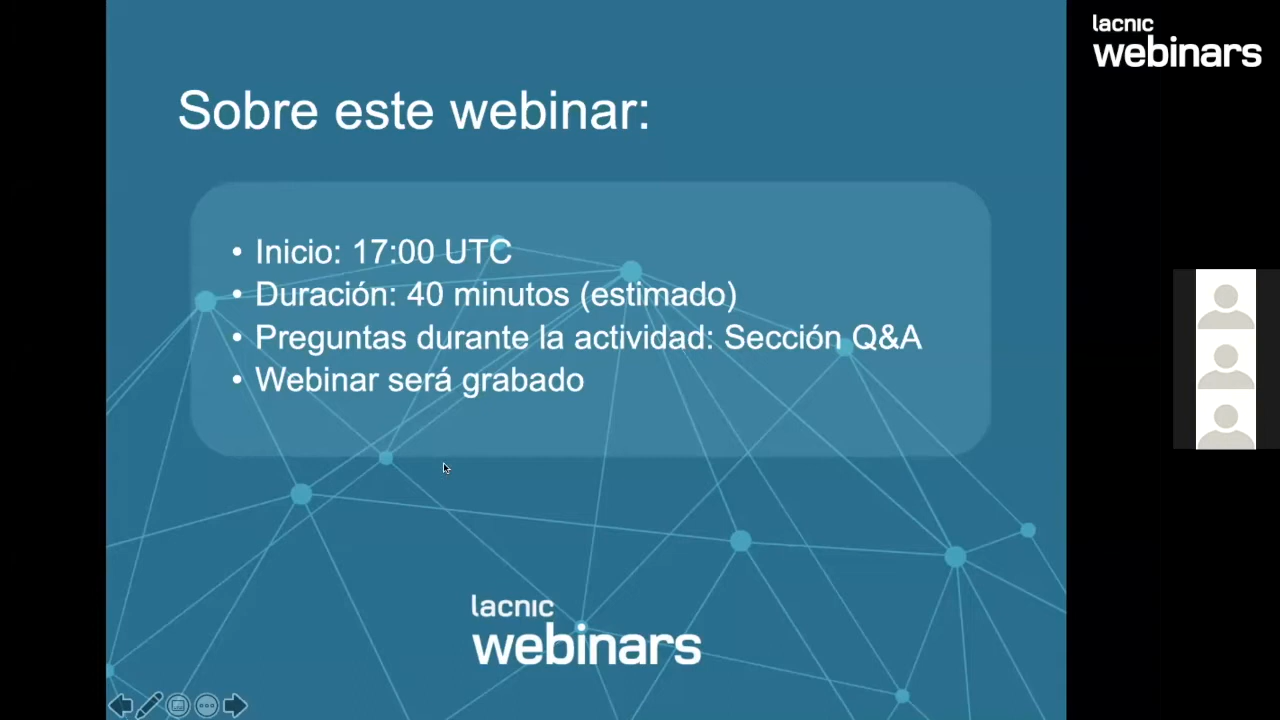 lacnic
webinars
Sobre este webinar:
• Inicio: 17:00 UTC
• Duración: 40 minutos (estimado)
• Preguntas durante la actividad: Sección Q&A
• Webinar será grabado
lacnic
webinars